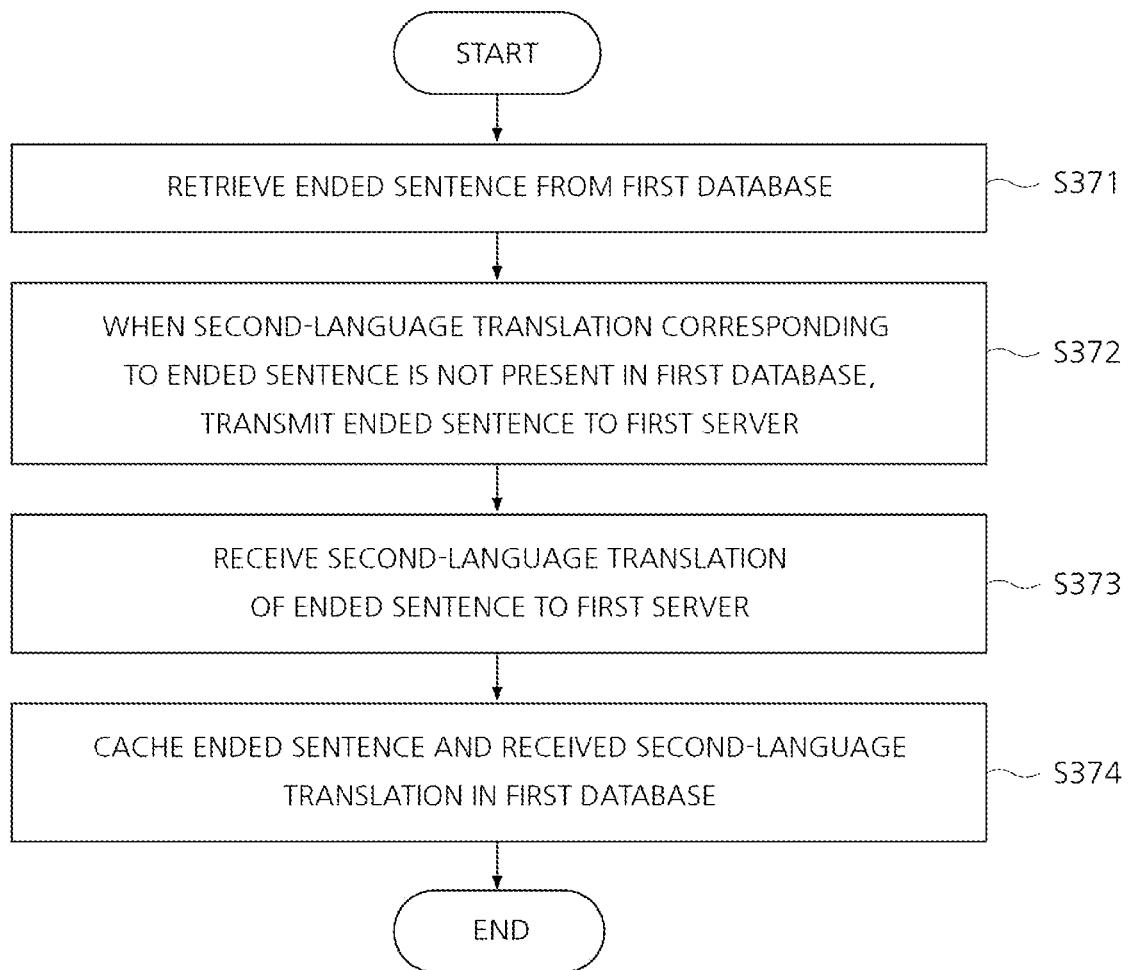 START
RETRIEVE ENDED SENTENCE FROM FIRST DATABASE
S371
WHEN SECOND-LANGUAGE TRANSLATION CORRESPONDING
TO ENDED SENTENCE IS NOT PRESENT IN FIRST DATABASE,
TRANSMIT ENDED SENTENCE TO FIRST SERVER
S372
RECEIVE SECOND-LANGUAGE TRANSLATION
OF ENDED SENTENCE TO FIRST SERVER
S373
CACHE ENDED SENTENCE AND RECEIVED SECOND-LANGUAGE
TRANSLATION IN FIRST DATABASE
S374
END